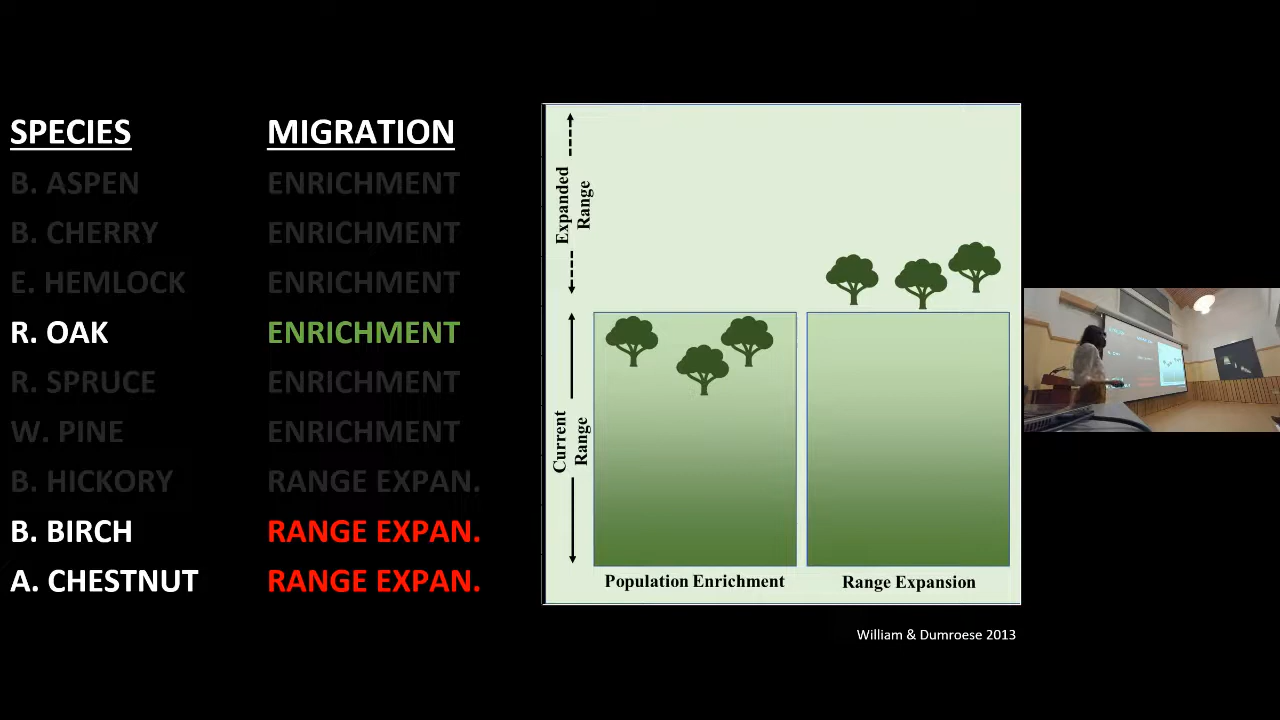 SPECIES MIGRATION
B. ASPEN ENRICHMENT
B. CHERRY ENRICHMENT
E. HEMLOCK ENRICHMENT
R. OAK ENRICHMENT
R. SPRUCE ENRICHMENT
W. PINE ENRICHMENT
B. HICKORY RANGE EXPAN.
B. BIRCH RANGE EXPAN.
A. CHESTNUT RANGE EXPAN.
Expanded
Range
Current
Range
Population Enrichment
Range Expansion
William & Dumroese 2013